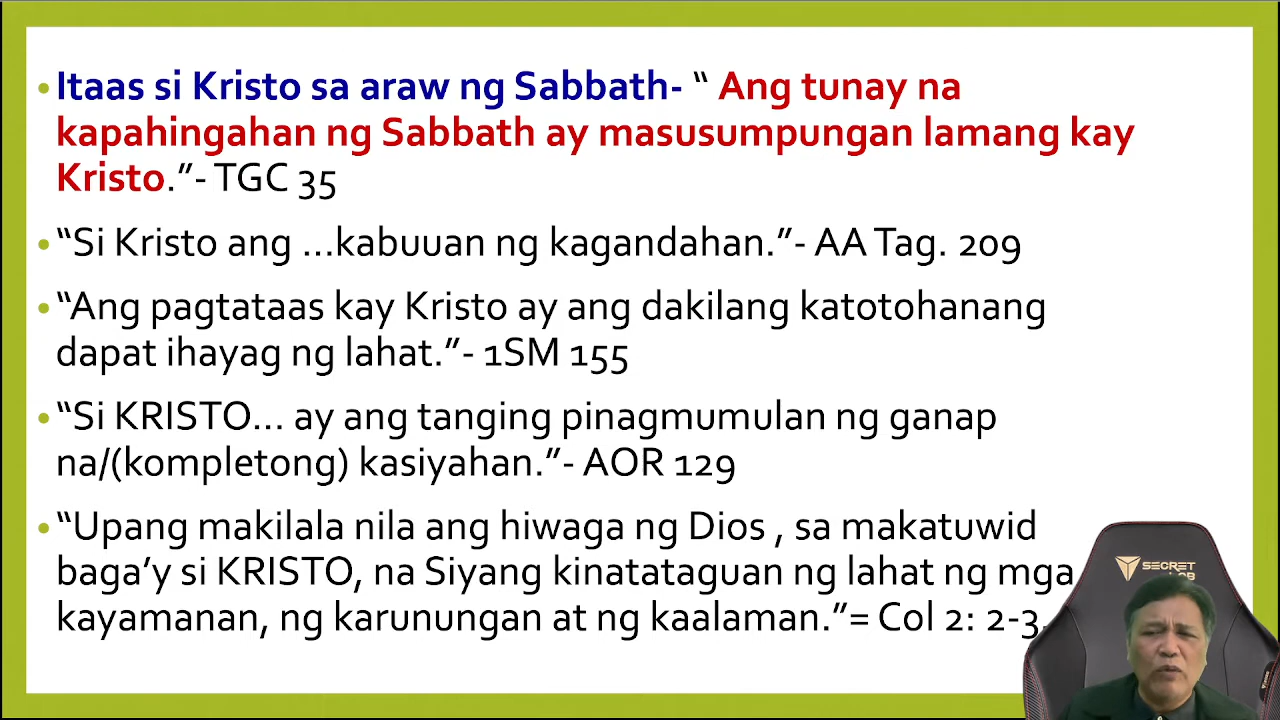 • Itaas si Kristo sa araw ng Sabbath- “ Ang tunay na
kapahingahan ng Sabbath ay masusumpungan lamang kay
Kristo.”- TGC 35
• “Si Kristo ang ...kabuuan ng kagandahan.”- AA Tag. 209
• “Ang pagtataas kay Kristo ay ang dakilang katotohanang
dapat ihayag ng lahat.”- 1SM 155
• “Si KRISTO... ay ang tanging pinagmumulan ng ganap
na/(kompletong) kasiyahan.”- AOR 129
• “Upang makilala nila ang hiwaga ng Dios , sa makatuwid
baga’y si KRISTO, na Siyang kinatataguan ng lahat ng mga
kayamanan, ng karunungan at ng kaalaman.”= Col 2: 2-3.
SECRET